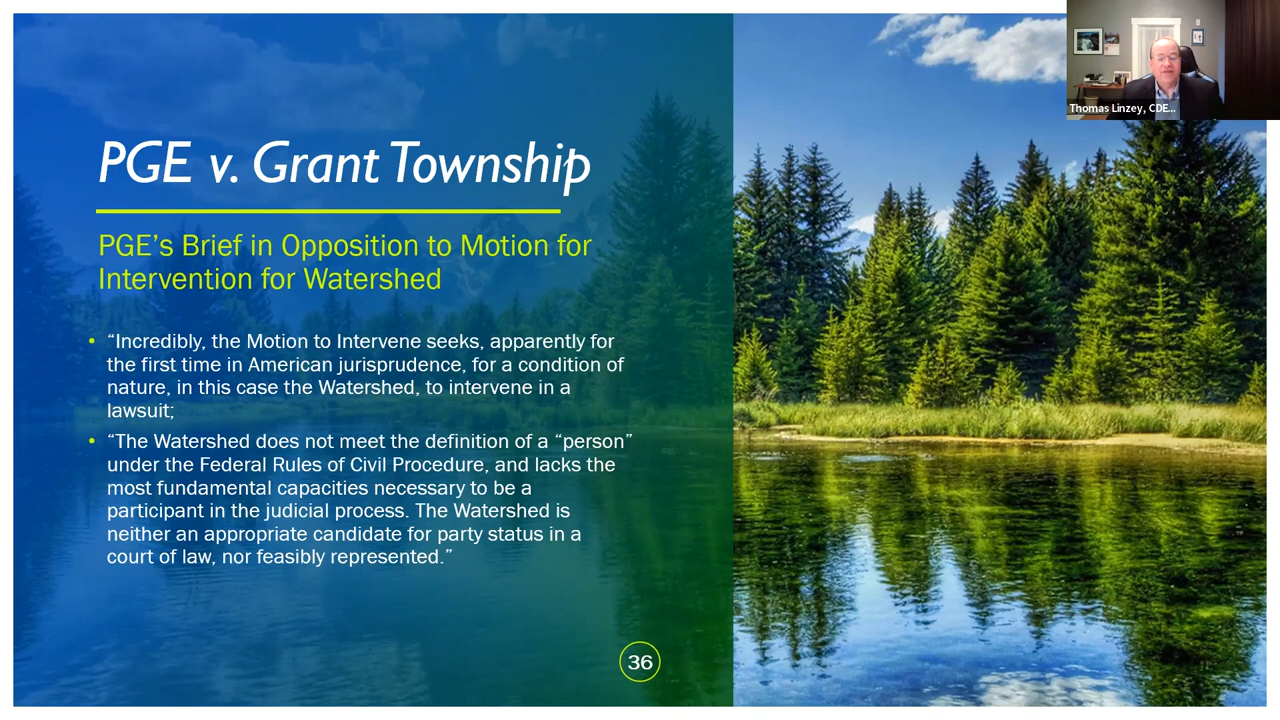 Thomas Linzey, CDE...
PGE v. Grant Township
PGE’s Brief in Opposition to Motion for
Intervention for Watershed
• “Incredibly, the Motion to Intervene seeks, apparently for
the first time in American jurisprudence, for a condition of
nature, in this case the Watershed, to intervene in a
lawsuit;
• “The Watershed does not meet the definition of a “person”
under the Federal Rules of Civil Procedure, and lacks the
most fundamental capacities necessary to be a
participant in the judicial process. The Watershed is
neither an appropriate candidate for party status in a
court of law, nor feasibly represented.”
36